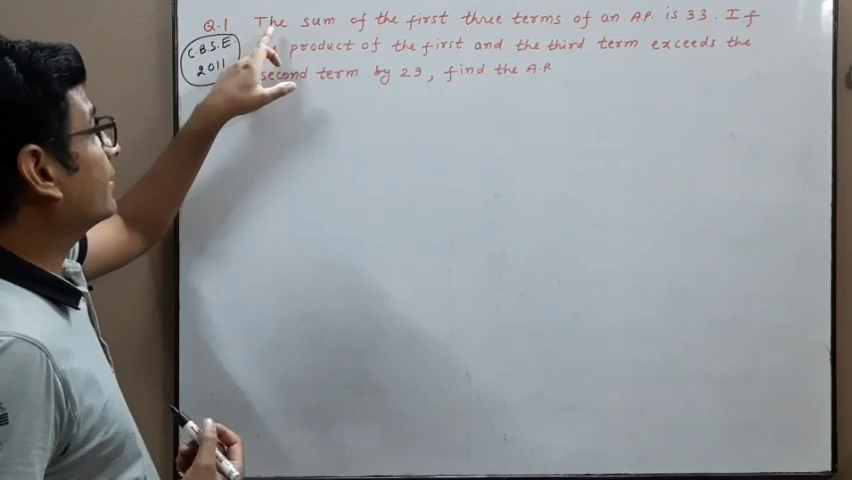 Q.1 The sum of the first three terms of an A.P. is 33. If
product of the first and the third term exceeds the
second term by 29, find the A.P.
C.B.S.E
2011